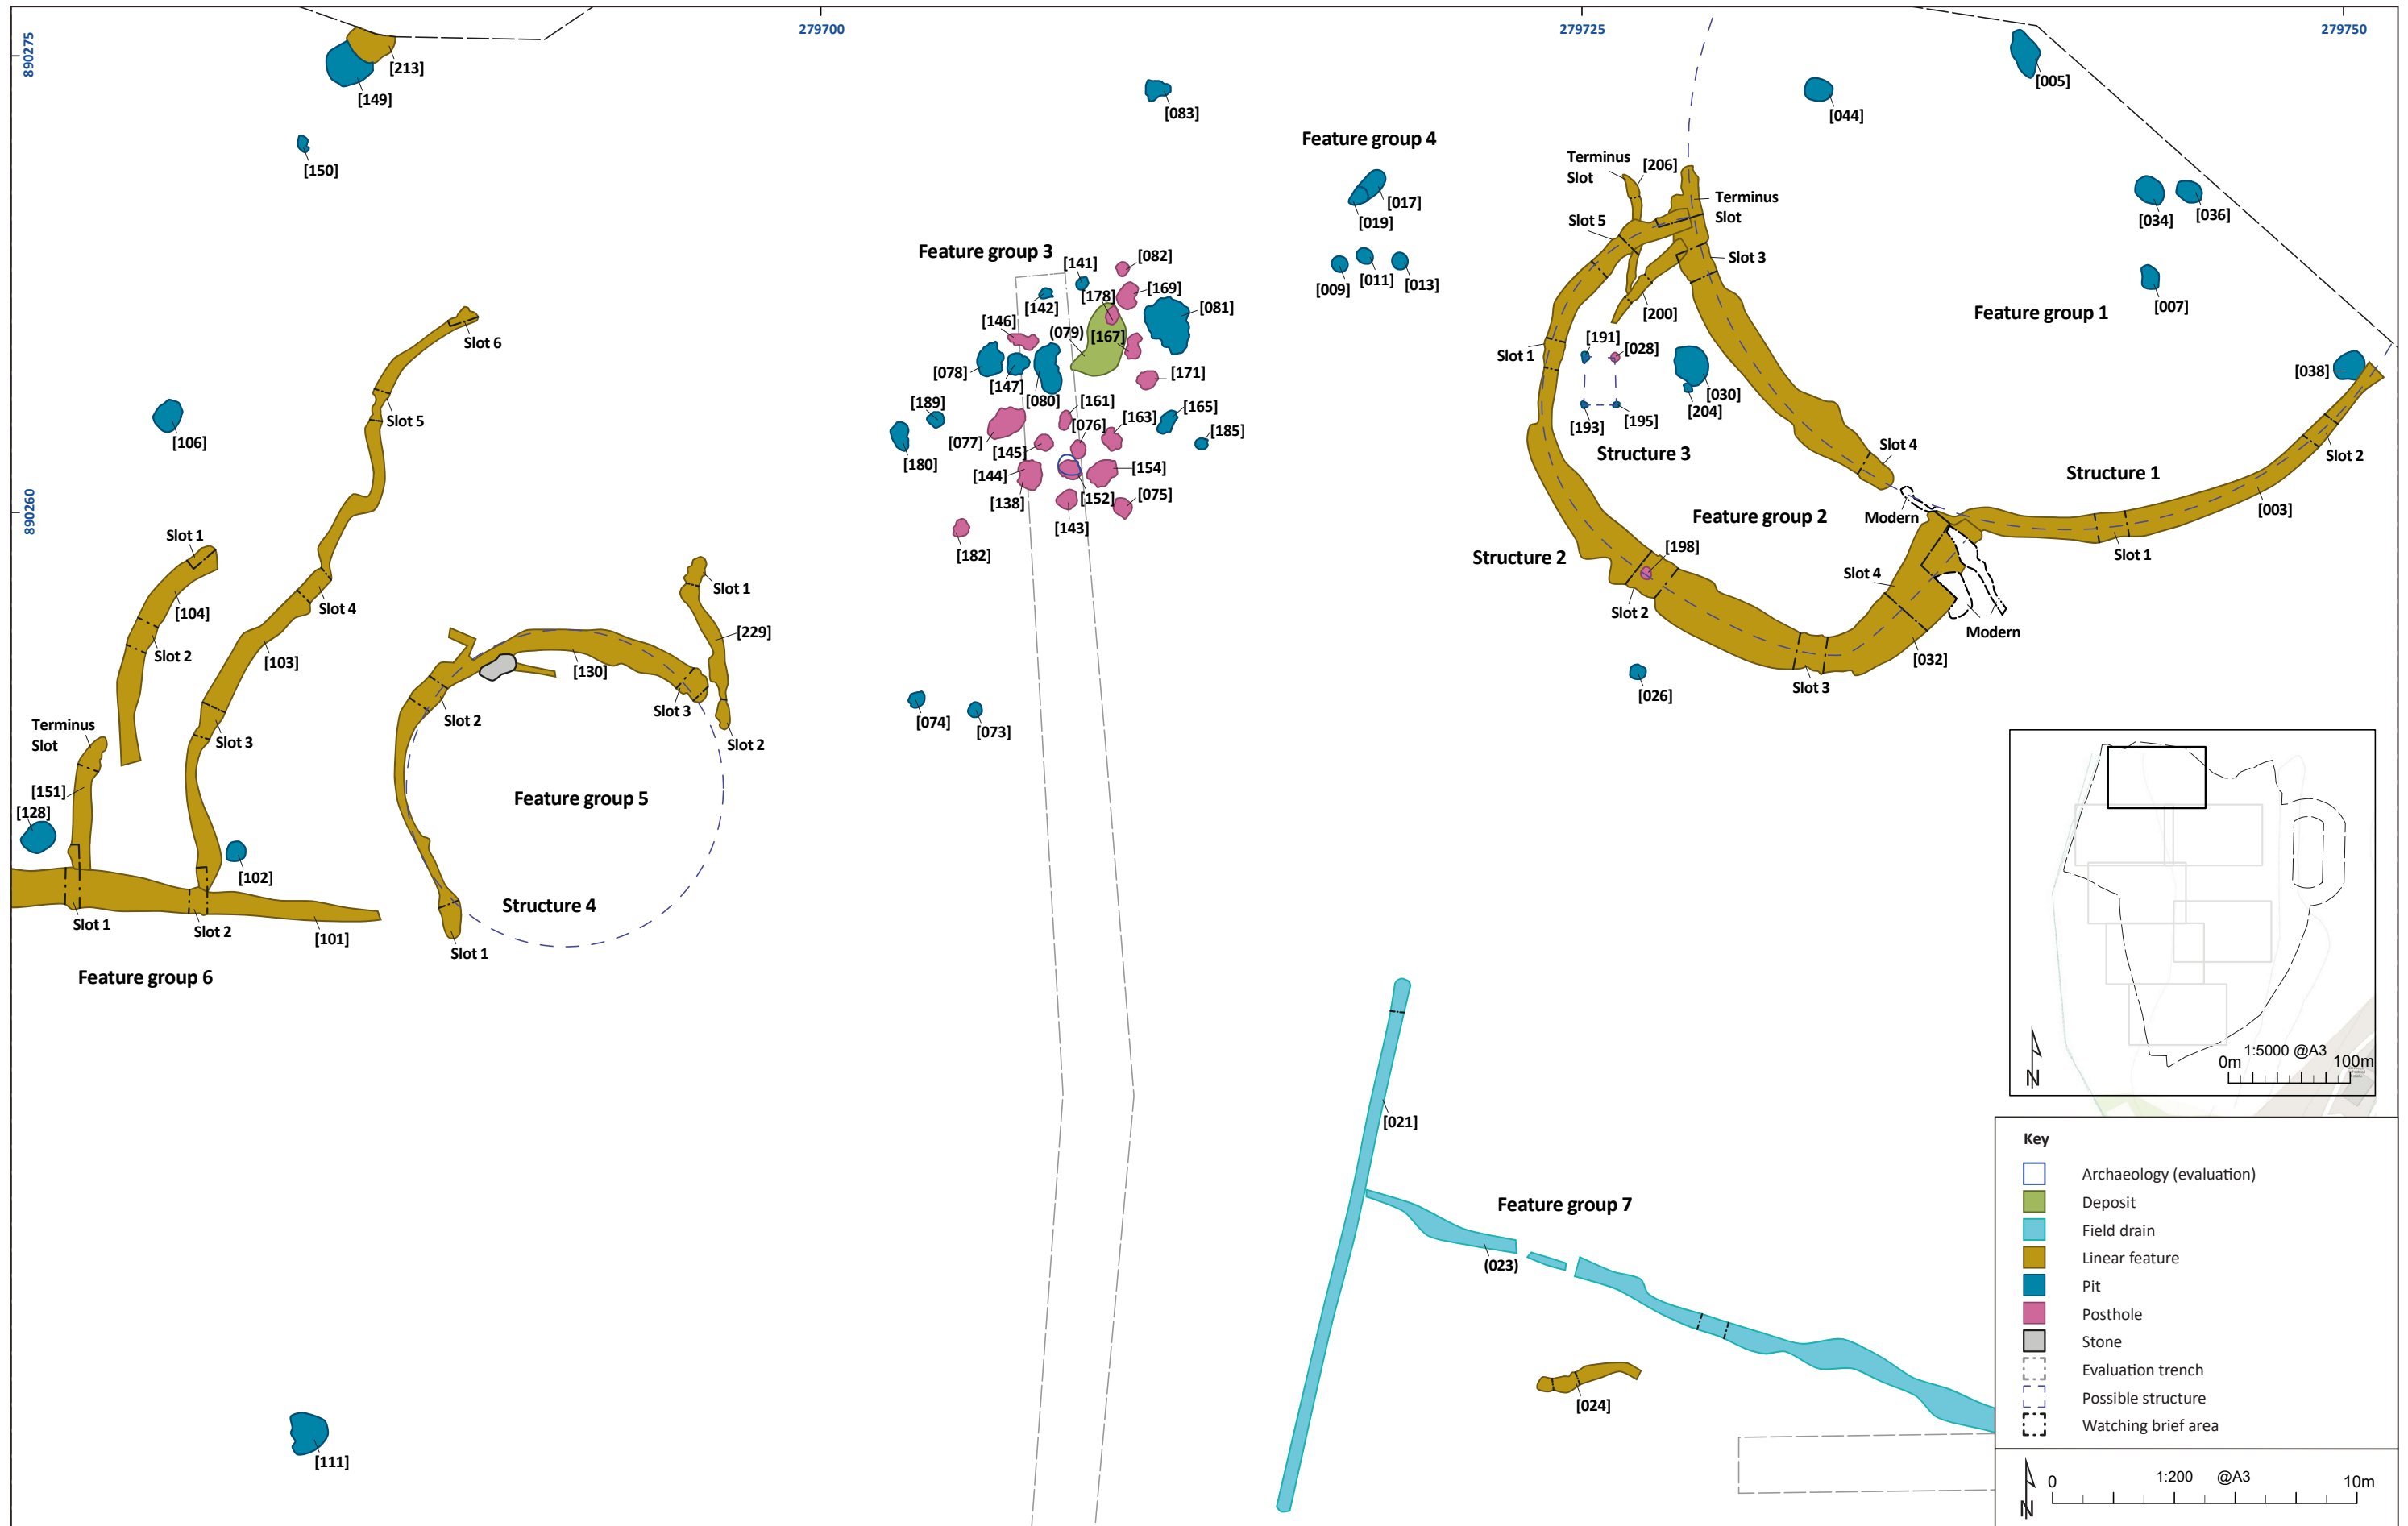 279700
279725
279750
890275
890260
[213]
[149]
[150]
[083]
[005]
[044]
Feature group 4
[017]
[019]
[009]
[011]
[013]
Terminus
Slot
[206]
Terminus
Slot
Slot 5
Slot 3
[200]
Slot 1
[191]
[028]
[193]
[195]
[030]
[204]
Structure 3
Slot 4
[034]
[036]
[007]
Feature group 1
[038]
Slot 2
Structure 1
[003]
Slot 1
Feature group 2
Modern
Structure 2
[198]
Slot 2
Slot 4
Modern
[032]
Slot 3
[026]
Feature group 3
[141]
[082]
[142]
[178]
[169]
[146]
(079)
[167]
[081]
[078]
[147]
[080]
[171]
[189]
[161]
[165]
[076]
[163]
[077]
[145]
[185]
[180]
[144]
[154]
[138]
[152]
[075]
[143]
[182]
[074]
[073]
Slot 6
Slot 5
[106]
Slot 1
[104]
Slot 4
Slot 2
[103]
Slot 3
Terminus
Slot
[151]
[128]
[102]
Slot 1
Slot 2
[101]
Feature group 6
Slot 1
[229]
[130]
Slot 2
Slot 3
Slot 2
Feature group 5
Structure 4
Slot 1
[021]
Feature group 7
(023)
[024]
[111]
N
1:5000 @A3
0m
100m
Key
Archaeology (evaluation)
Deposit
Field drain
Linear feature
Pit
Posthole
Stone
Evaluation trench
Possible structure
Watching brief area
N
0
1:200
@A3
10m